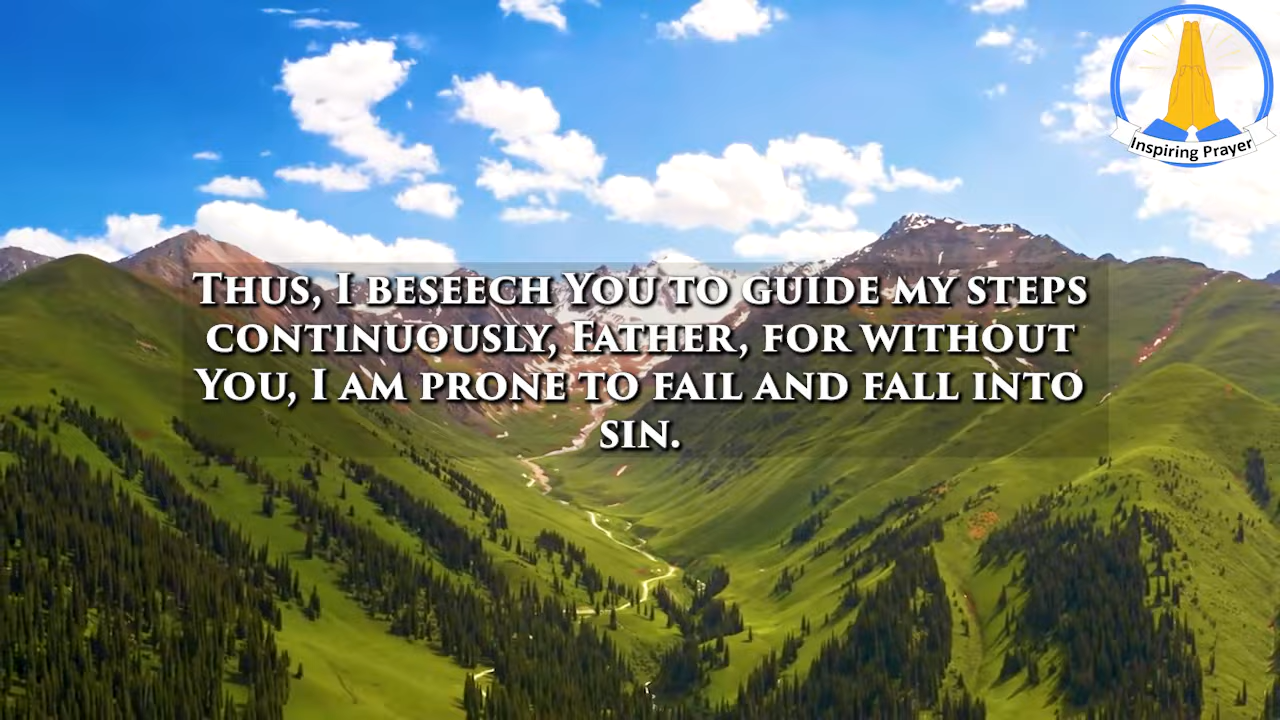 Inspiring Prayer
Thus, I beseech You to guide my steps
continuously, Father, for without
You, I am prone to fail and fall into
sin.